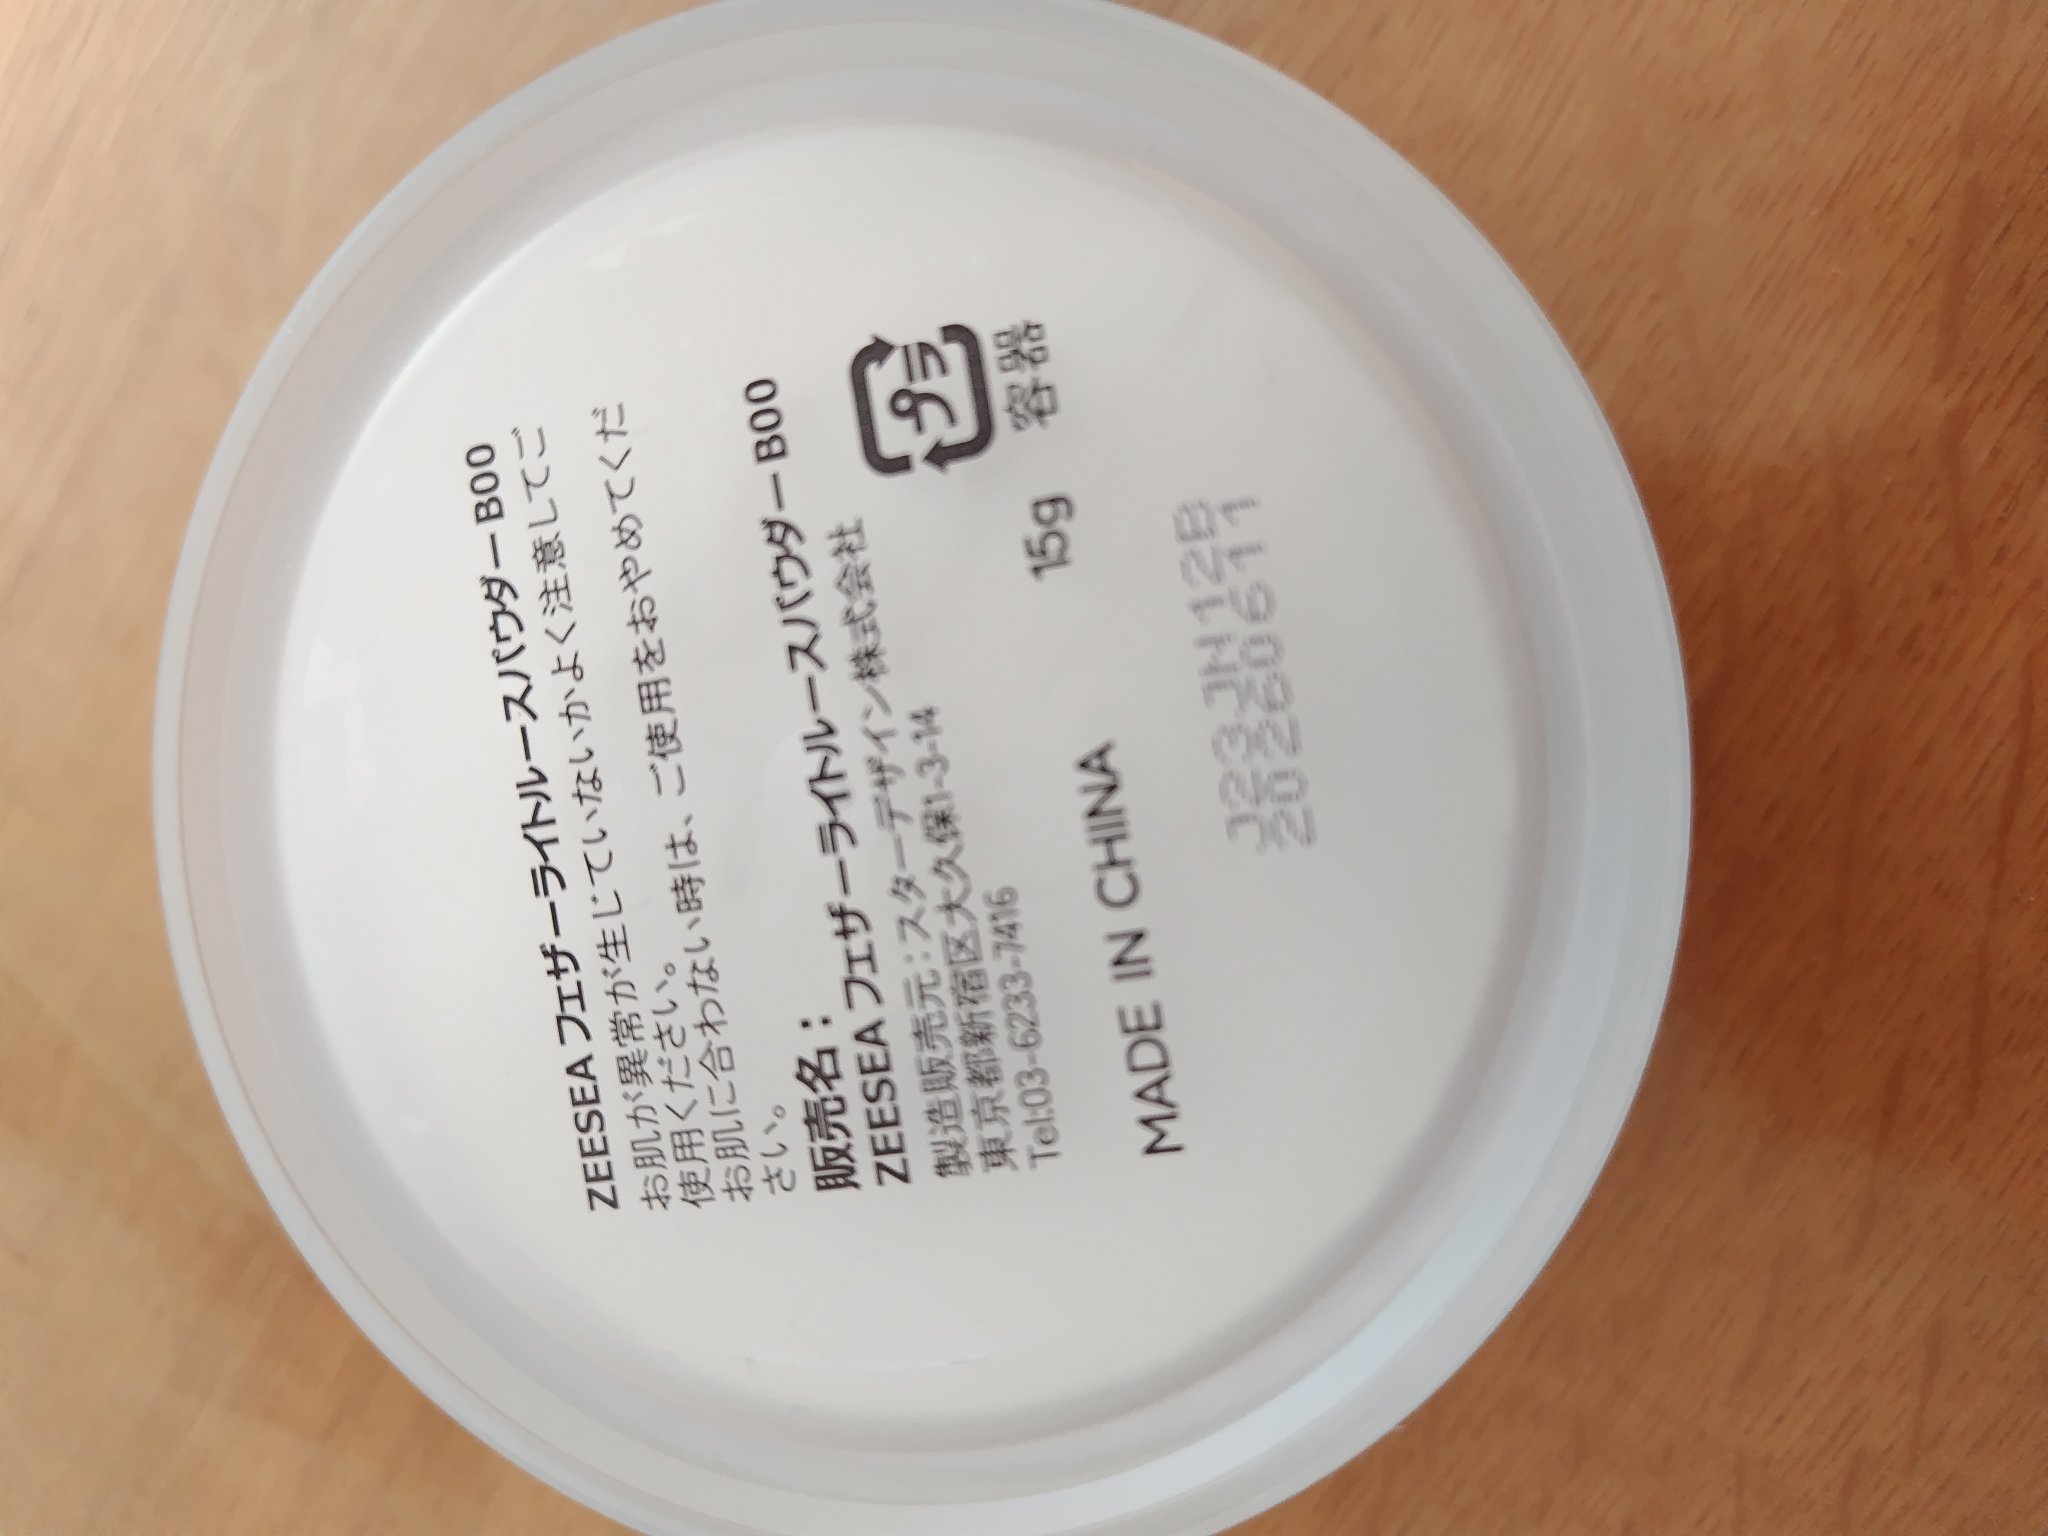 ZEESEA フェザーライトルースパウダー B00
お肌が異常が生じていないかよく注意してご
使用ください。
お肌に合わない時は、ご使用をおやめてくだ
さい。
販売名：
ZEESEA フェザーライトルースパウダー B00
製造販売元：スターデザイン株式会社
東京都新宿区大久保1-3-14
Tel:03-6233-7416
プラ
容器
15g
MADE IN CHINA
J23JN12B
20260611